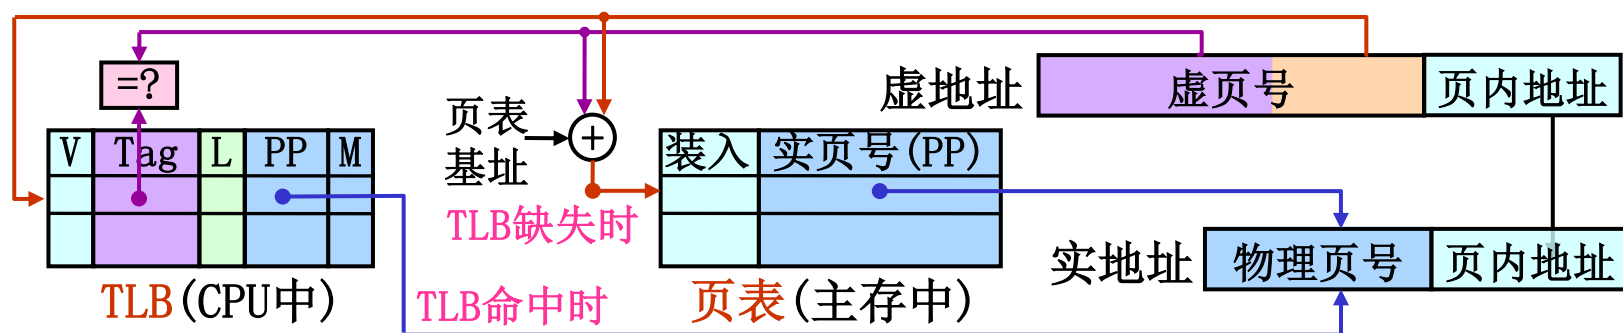 虚地址 虚页号 页内地址
=?
页表
基址
+
V Tag L PP M
装入 实页号(PP)
TLB缺失时
实地址 物理页号 页内地址
TLB(CPU中)
TLB命中时
页表(主存中)